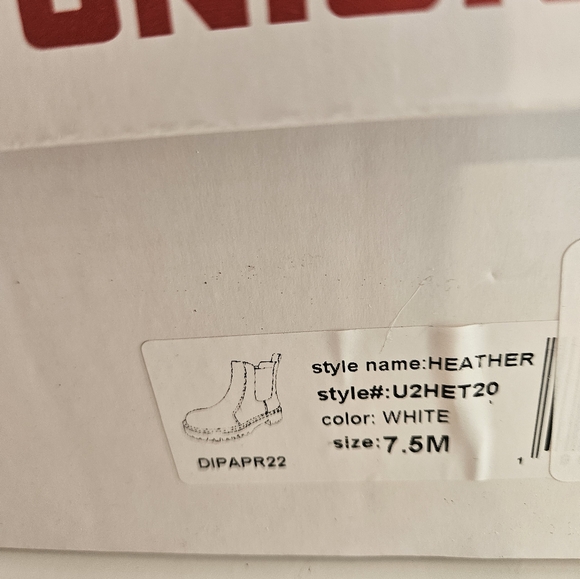 style name:HEATHER
style#:U2HET20
color: WHITE
size:7.5M
DIPAPR22
1